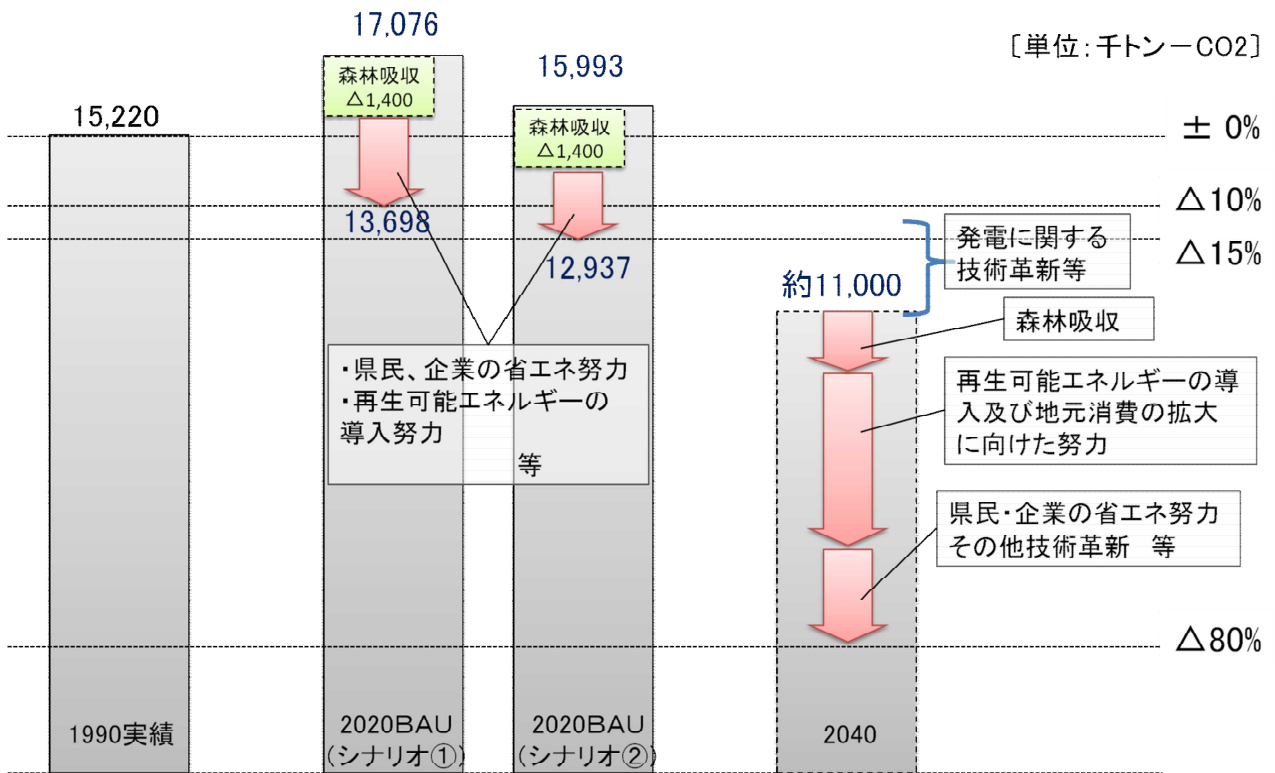 〔単位：千トン－CO2〕
15,220
17,076
森林吸収
△1,400
15,993
森林吸収
△1,400
± 0%
△10%
△15%
△80%
13,698
12,937
約11,000
発電に関する
技術革新等
森林吸収
再生可能エネルギーの導
入及び地元消費の拡大
に向けた努力
県民・企業の省エネ努力
その他技術革新　等
・県民、企業の省エネ努力
・再生可能エネルギーの
導入努力
等
1990実績
2020BAU
(シナリオ①)
2020BAU
(シナリオ②)
2040